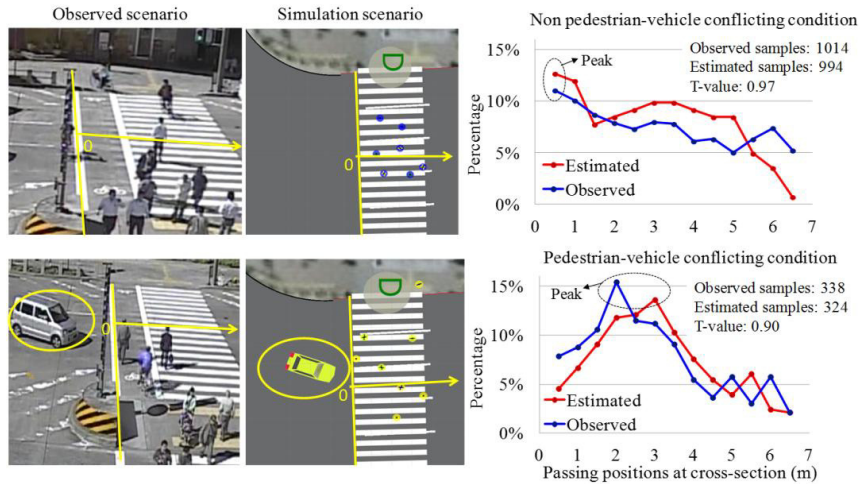 Observed scenario
Simulation scenario
Non pedestrian-vehicle conflicting condition
0
0
Percentage
15%
10%
5%
0%
Peak
Observed samples: 1014
Estimated samples: 994
T-value: 0.97
Estimated
Observed
0 1 2 3 4 5 6 7
0
0
Pedestrian-vehicle conflicting condition
Percentage
15%
10%
5%
0%
Peak
Observed samples: 338
Estimated samples: 324
T-value: 0.90
Estimated
Observed
0 1 2 3 4 5 6 7
Passing positions at cross-section (m)